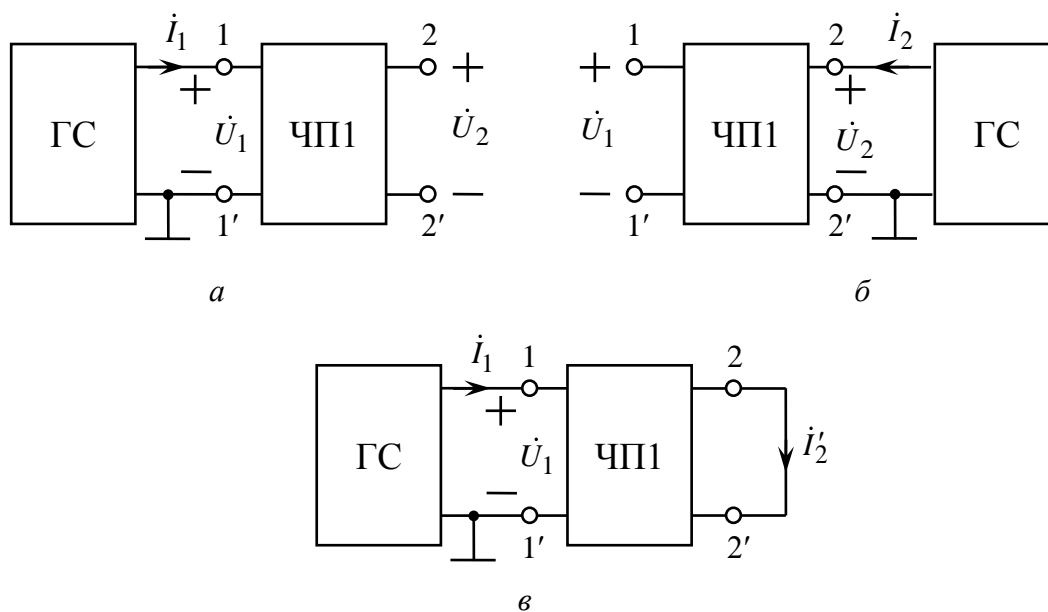 İ₁ 1 2 1 2 İ₂
+ + + +
ГС U̇₁ ЧП1 U̇₂ U̇₁ ЧП1 U̇₂ ГС
− − − −
1′ 2′ 1′ 2′
а б
İ₁ 1 2
+
ГС U̇₁ ЧП1 İ′₂
−
1′ 2′
в